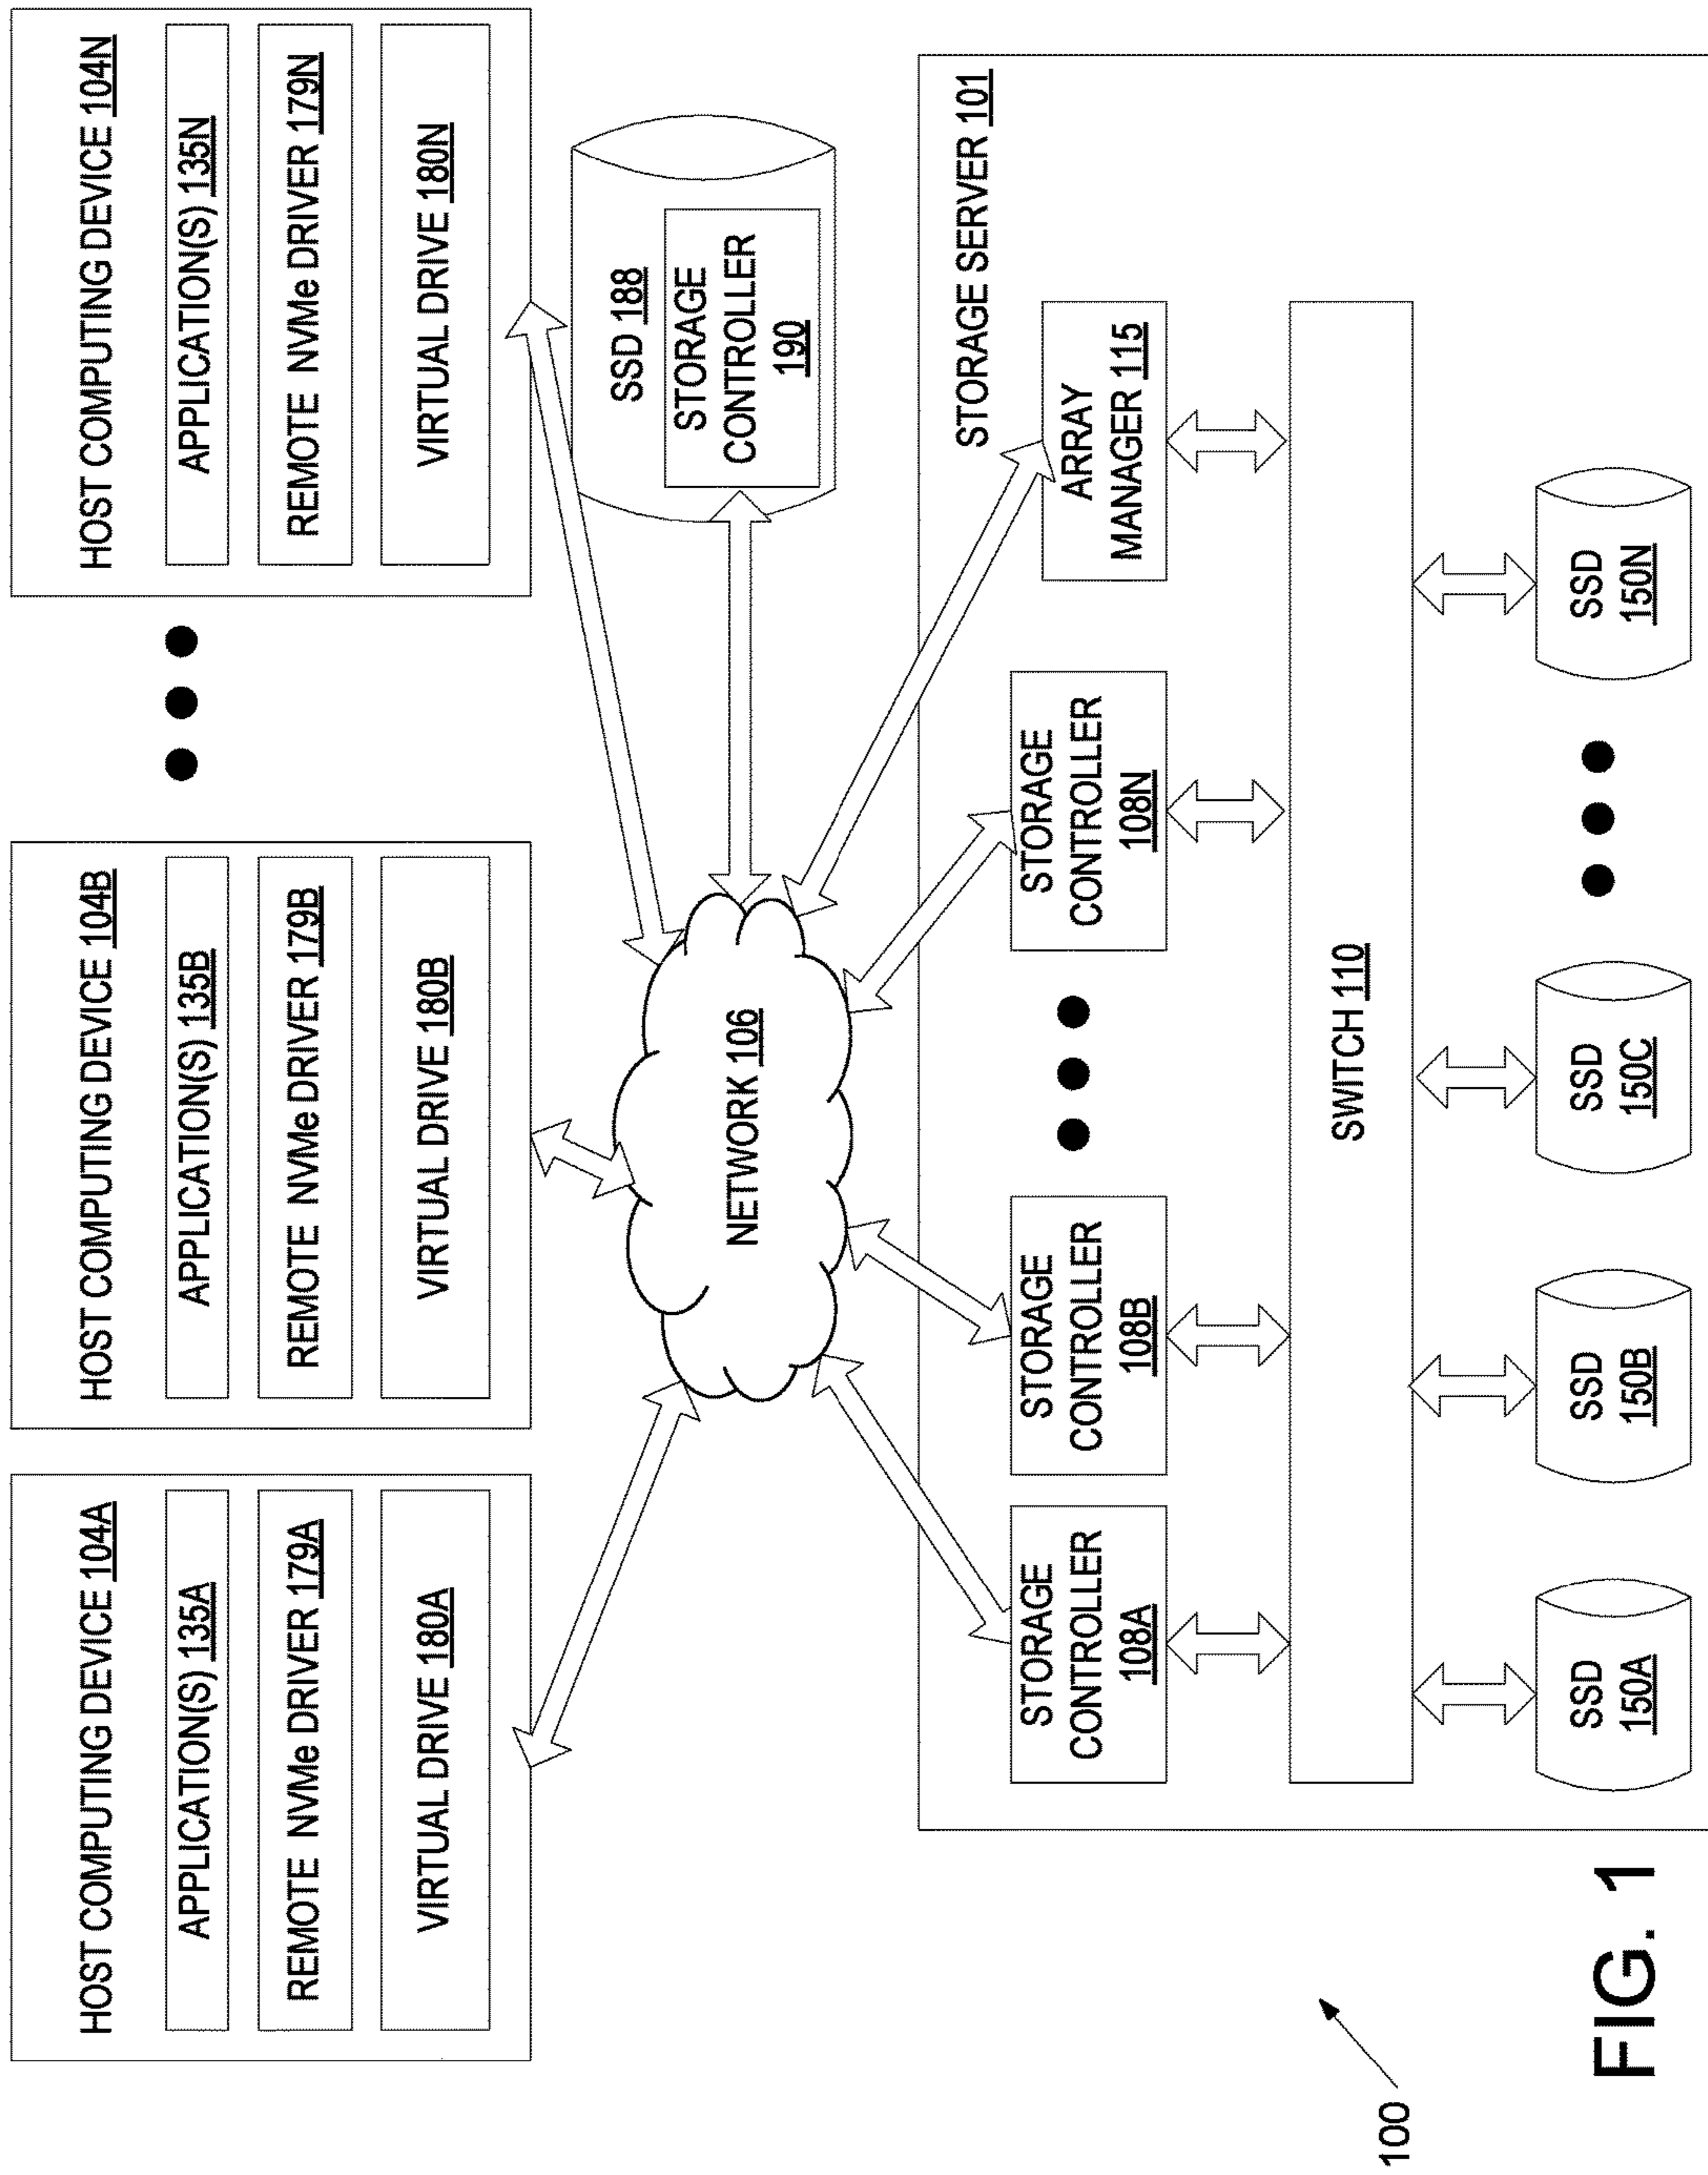 HOST COMPUTING DEVICE 104A
APPLICATION(S) 135A
REMOTE NVMe DRIVER 179A
VIRTUAL DRIVE 180A
HOST COMPUTING DEVICE 104B
APPLICATION(S) 135B
REMOTE NVMe DRIVER 179B
VIRTUAL DRIVE 180B
HOST COMPUTING DEVICE 104N
APPLICATION(S) 135N
REMOTE NVMe DRIVER 179N
VIRTUAL DRIVE 180N
NETWORK 106
SSD 188
STORAGE
CONTROLLER
190
STORAGE SERVER 101
STORAGE
CONTROLLER
108A
STORAGE
CONTROLLER
108B
STORAGE
CONTROLLER
108N
ARRAY
MANAGER 115
SWITCH 110
SSD
150A
SSD
150B
SSD
150C
SSD
150N
100
FIG. 1